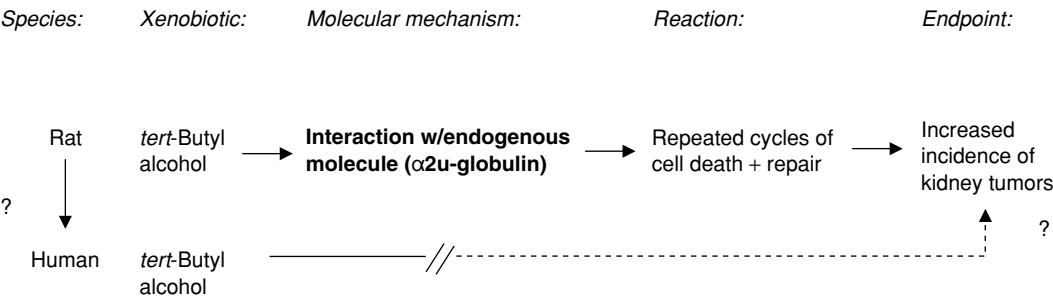 Species: Xenobiotic: Molecular mechanism: Reaction: Endpoint:
Rat
tert-Butyl
alcohol
Interaction w/endogenous
molecule (α2u-globulin)
Repeated cycles of
cell death + repair
Increased
incidence of
kidney tumors
?
?
Human
tert-Butyl
alcohol